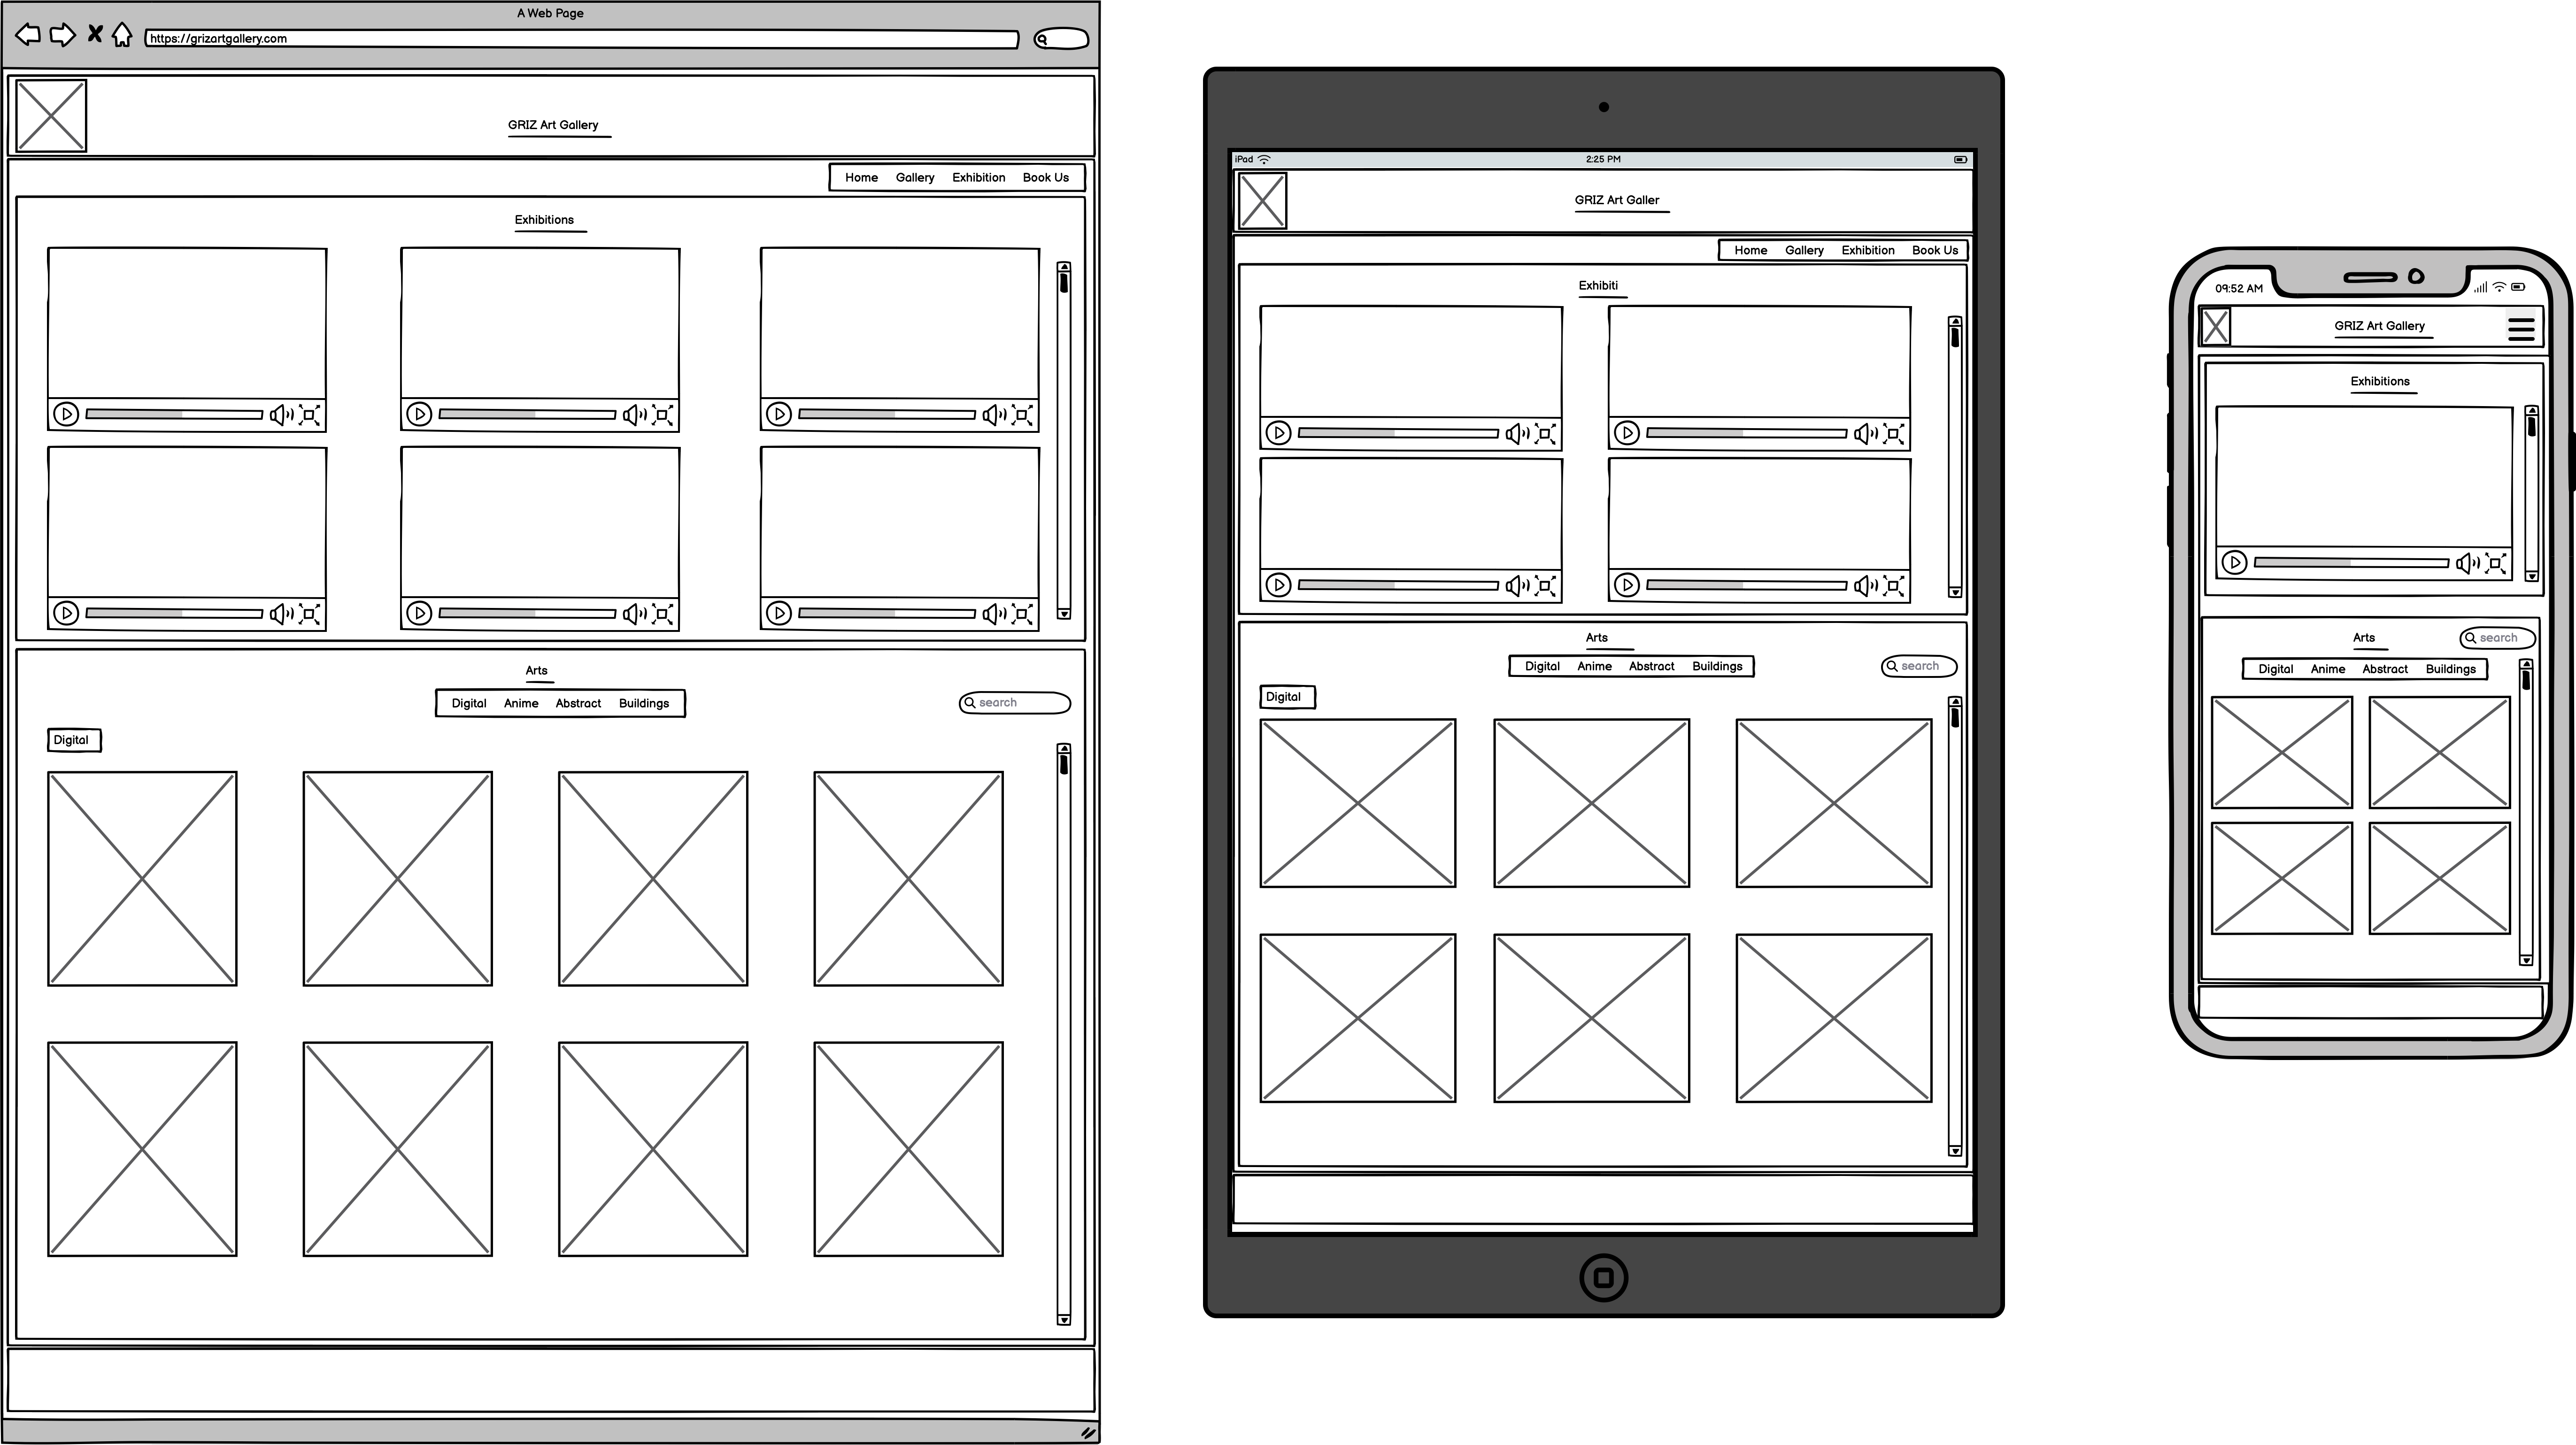 A Web Page
https://grizartgallery.com
GRIZ Art Gallery
Home Gallery Exhibition Book Us
Exhibitions
Arts
Digital Anime Abstract Buildings
search
Digital
iPad
2:25 PM
GRIZ Art Galler
Home Gallery Exhibition Book Us
Exhibiti
Arts
Digital Anime Abstract Buildings
search
Digital
09:52 AM
GRIZ Art Gallery
Exhibitions
Arts
search
Digital Anime Abstract Buildings